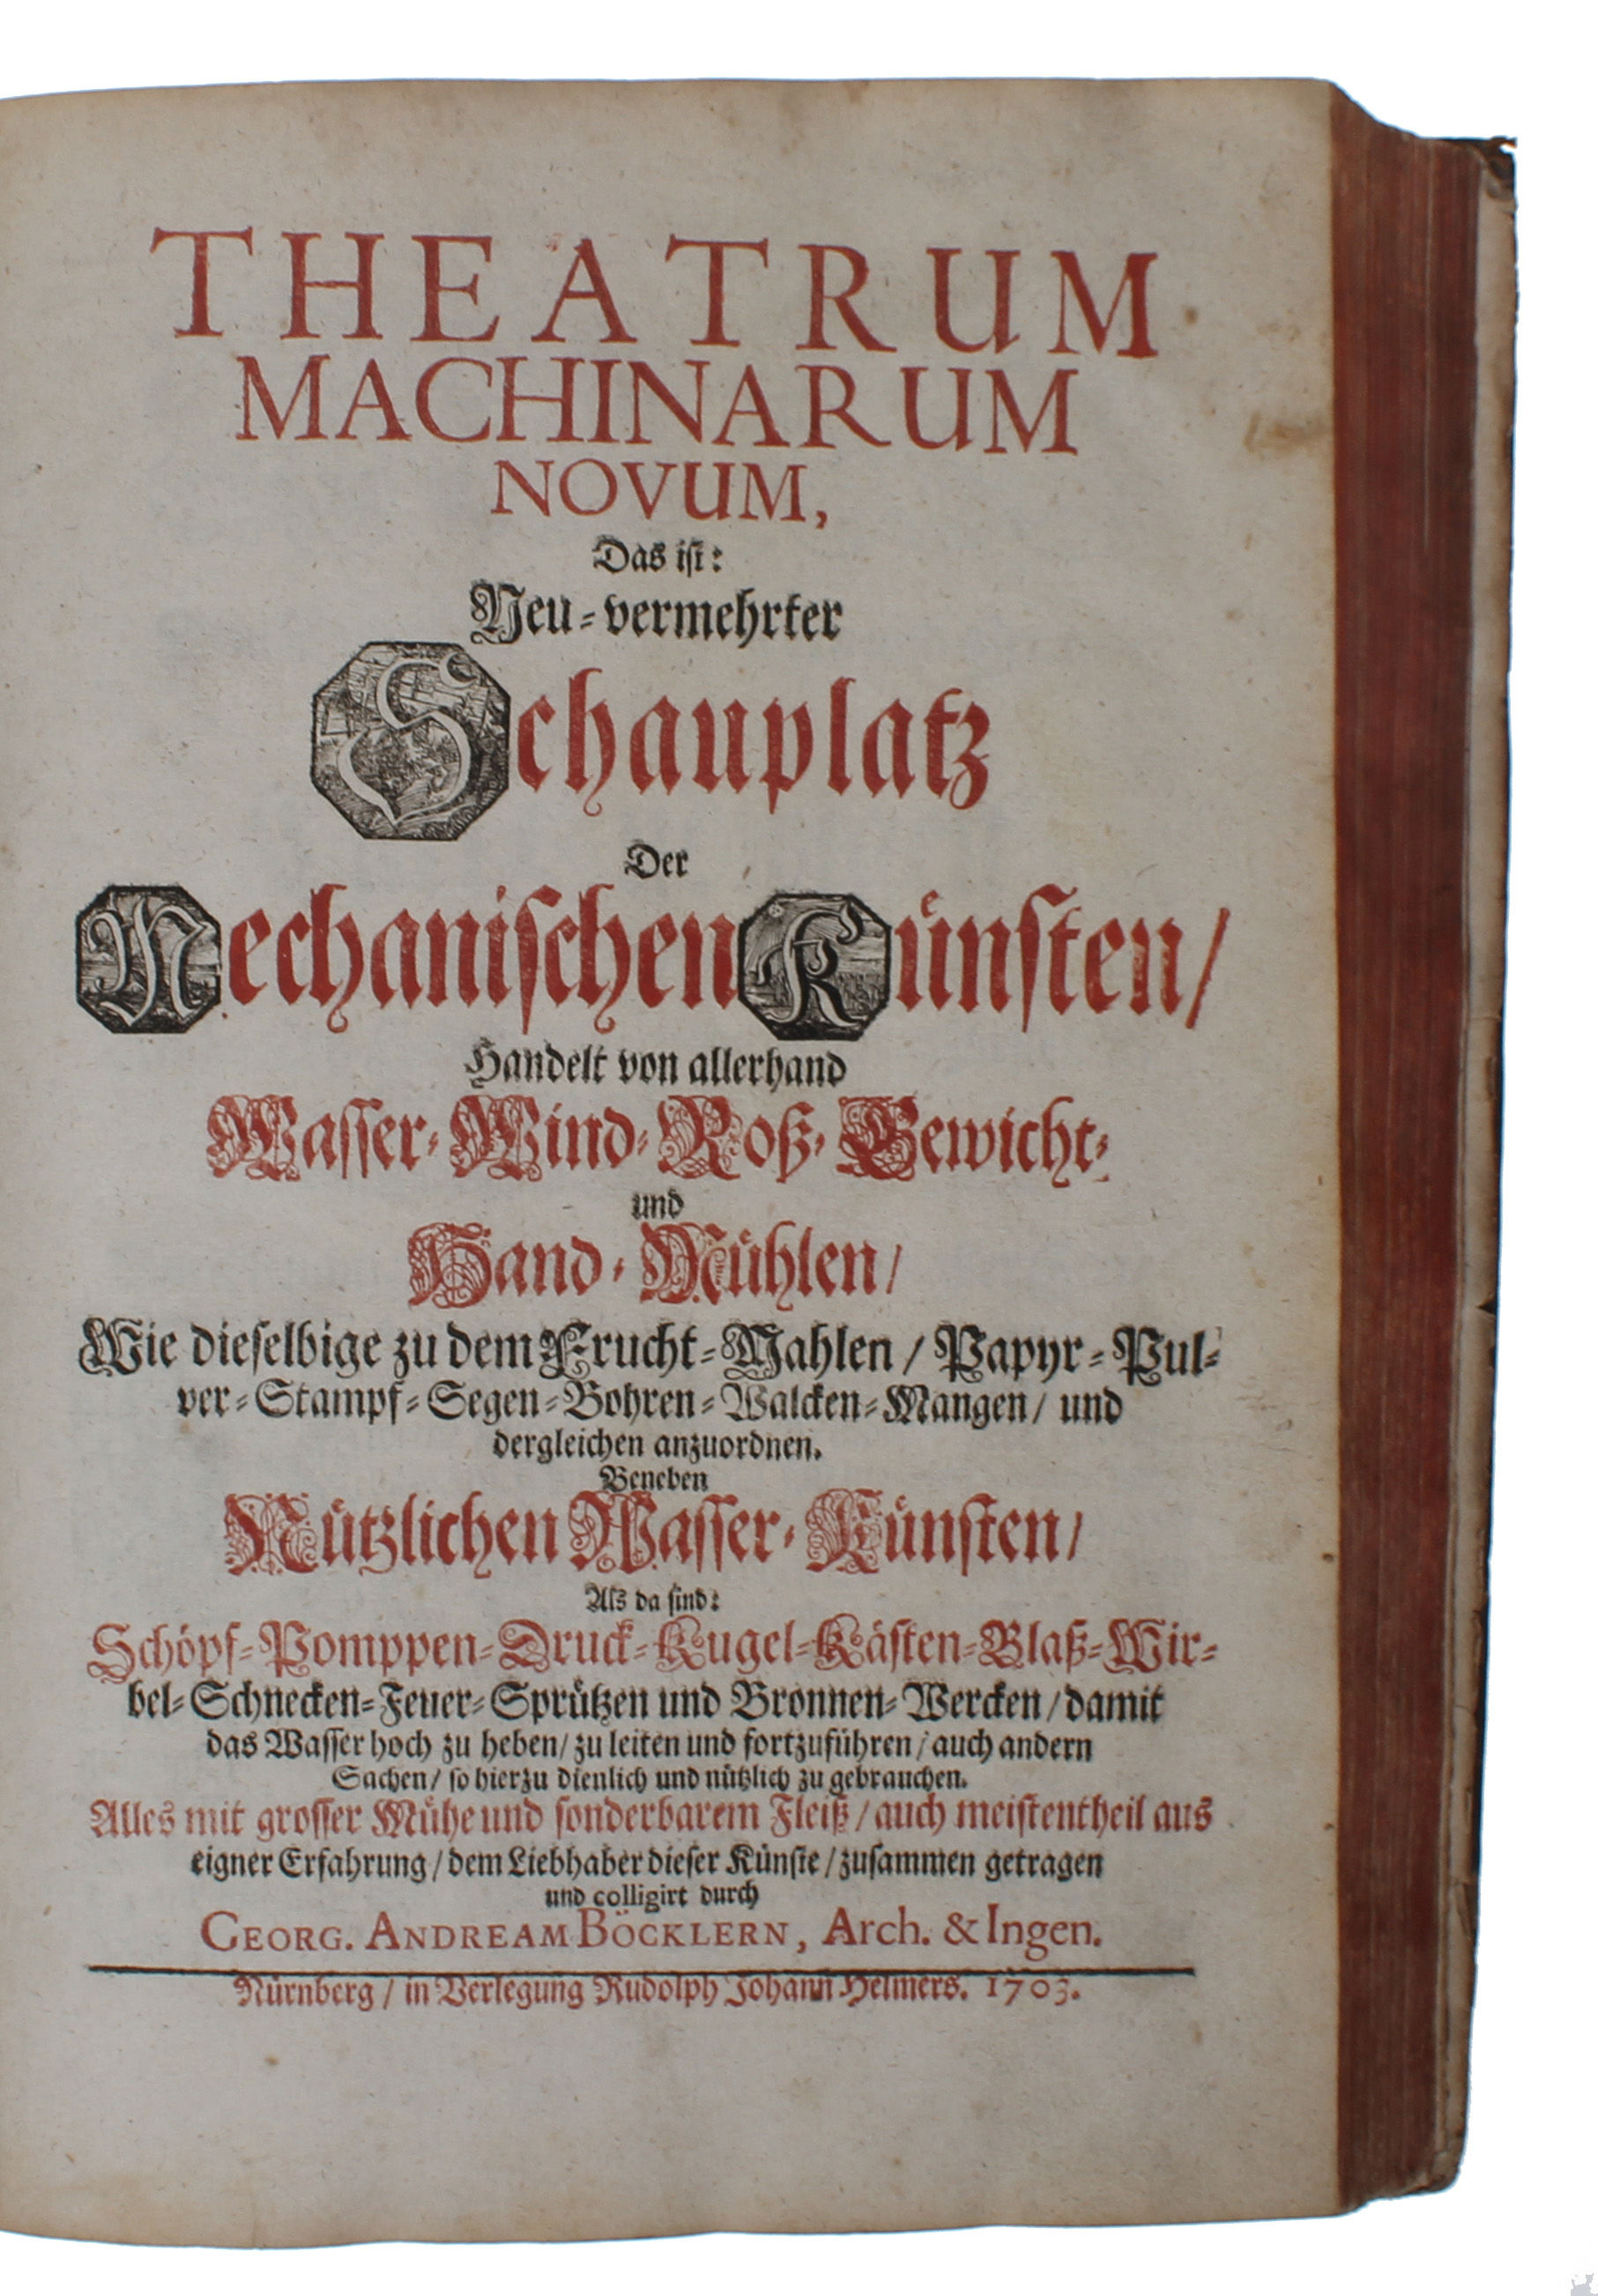 THEATRUM
MACHINARUM
NOVUM,
Das ist:
Neu-vermehrter
Schauplatz
Der
Mechanischen Künsten/
Handelt von allerhand
Wasser-Wind-Roß-Gewicht-
und
Hand-Mühlen/
Wie dieselbige zu dem Frucht-Mahlen/Papyr-Pul-
ver-Stampf-Segen-Bohren-Walcken-Mangen/ und
dergleichen anzuordnen.
Beneben
Nützlichen Wasser-Künsten/
Als da sind:
Schöpf-Pomppen-Druck-Kugel-Kästen-Blaß-Wir-
bel-Schnecken-Feuer-Sprützen und Bronnen-Wercken/damit
das Wasser hoch zu heben/zu leiten und fortzuführen/auch andern
Sachen/ so hierzu dienlich und nützlich zu gebrauchen.
Alles mit grosser Mühe und sonderbarem Fleiß/auch meistentheil aus
eigner Erfahrung/dem Liebhaber dieser Künste/zusammen getragen
und colligirt durch
GEORG. ANDREAM BÖCKLERN, Arch. & Ingen.
Nürnberg/in Verlegung Rudolph Johann Helmers. 1703.